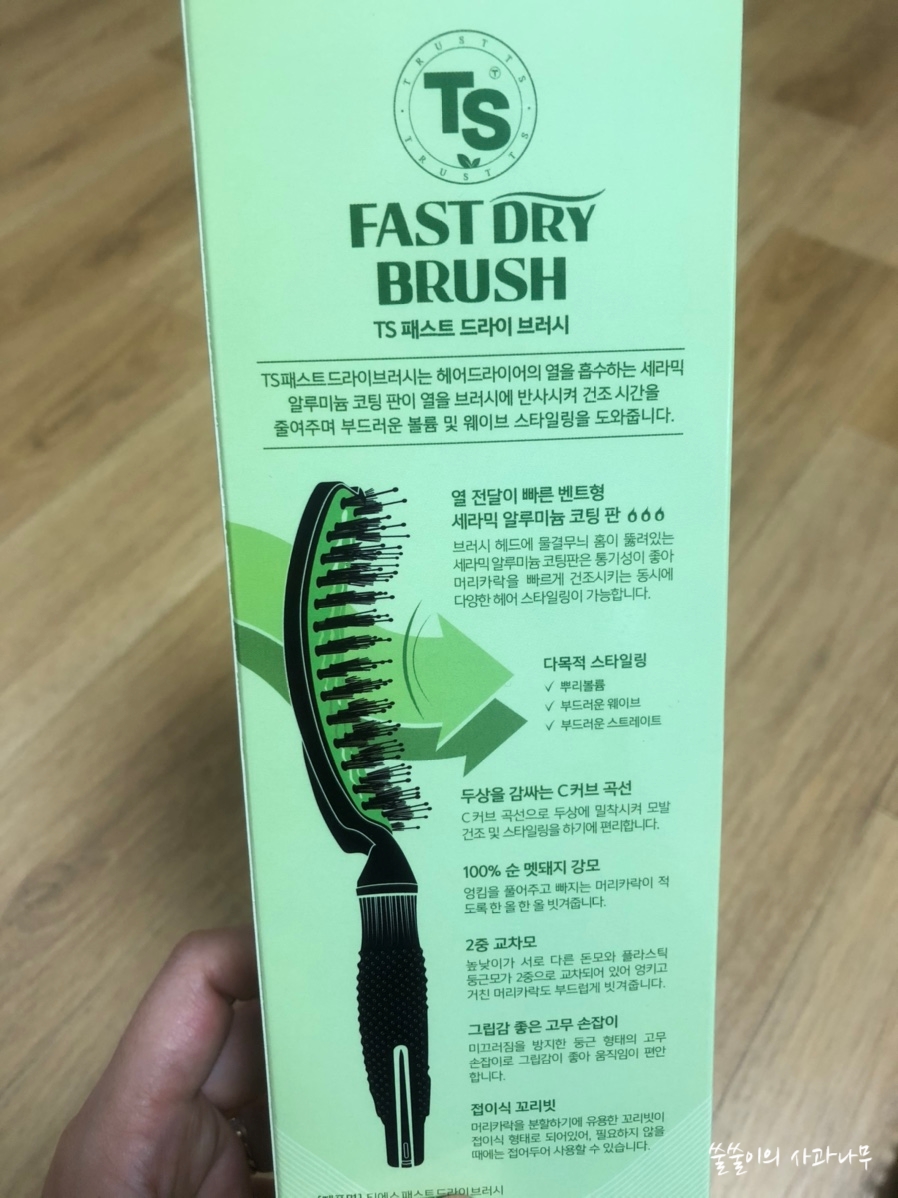 TRUST TS
TS
TRUST TS
FAST DRY
BRUSH
TS 패스트 드라이 브러시
TS패스트드라이브러시는 헤어드라이어의 열을 흡수하는 세라믹
알루미늄 코팅 판이 열을 브러시에 반사시켜 건조 시간을
줄여주며 부드러운 볼륨 및 웨이브 스타일링을 도와줍니다.
열 전달이 빠른 벤트형
세라믹 알루미늄 코팅 판
브러시 헤드에 물결무늬 홈이 뚫려있는
세라믹 알루미늄 코팅판은 통기성이 좋아
머리카락을 빠르게 건조시키는 동시에
다양한 헤어 스타일링이 가능합니다.
다목적 스타일링
✓ 뿌리볼륨
✓ 부드러운 웨이브
✓ 부드러운 스트레이트
두상을 감싸는 C커브 곡선
C커브 곡선으로 두상에 밀착시켜 모발
건조 및 스타일링을 하기에 편리합니다.
100% 순 멧돼지 강모
엉킴을 풀어주고 빠지는 머리카락이 적
도록 한 올 한 올 빗겨줍니다.
2중 교차모
높낮이가 서로 다른 돈모와 플라스틱
둥근모가 2중으로 교차되어 있어 엉키고
거친 머리카락도 부드럽게 빗겨줍니다.
그립감 좋은 고무 손잡이
미끄러짐을 방지한 둥근 형태의 고무
손잡이로 그립감이 좋아 움직임이 편안
합니다.
접이식 꼬리빗
머리카락을 분할하기에 유용한 꼬리빗이
접이식 형태로 되어있어, 필요하지 않을
때에는 접어두어 사용할 수 있습니다.
[제품명] 티에스 패스트 드라이 브러시
쑬쑬이의 사과나무